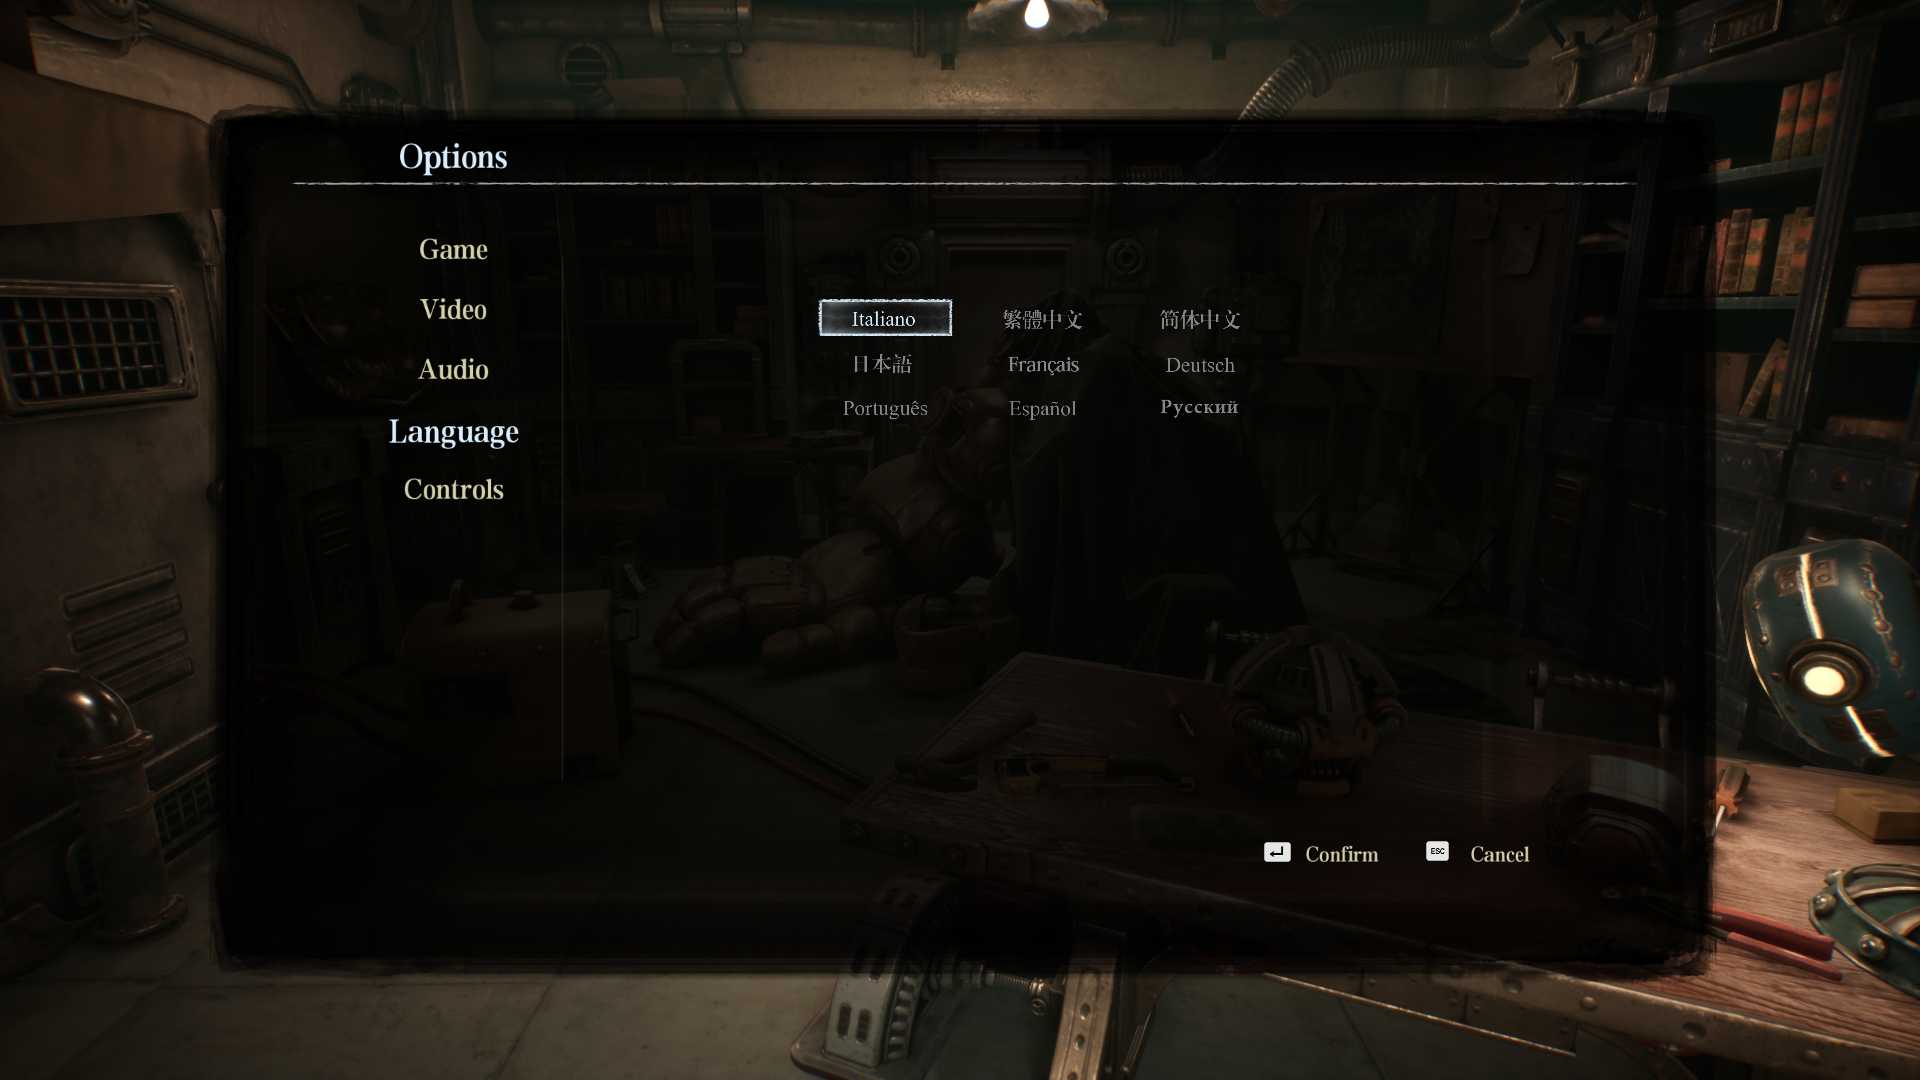 Options
Game
Video
Audio
Language
Controls
Italiano 繁體中文 简体中文
日本語 Français Deutsch
Português Español Русский
Confirm ESC Cancel